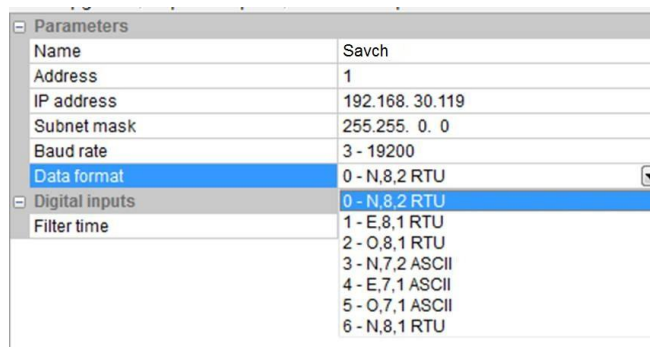 Parameters
Name Savch
Address 1
IP address 192.168. 30.119
Subnet mask 255.255. 0. 0
Baud rate 3 - 19200
Data format 0 - N,8,2 RTU
Digital inputs 0 - N,8,2 RTU
Filter time 1 - E,8,1 RTU
2 - O,8,1 RTU
3 - N,7,2 ASCII
4 - E,7,1 ASCII
5 - O,7,1 ASCII
6 - N,8,1 RTU